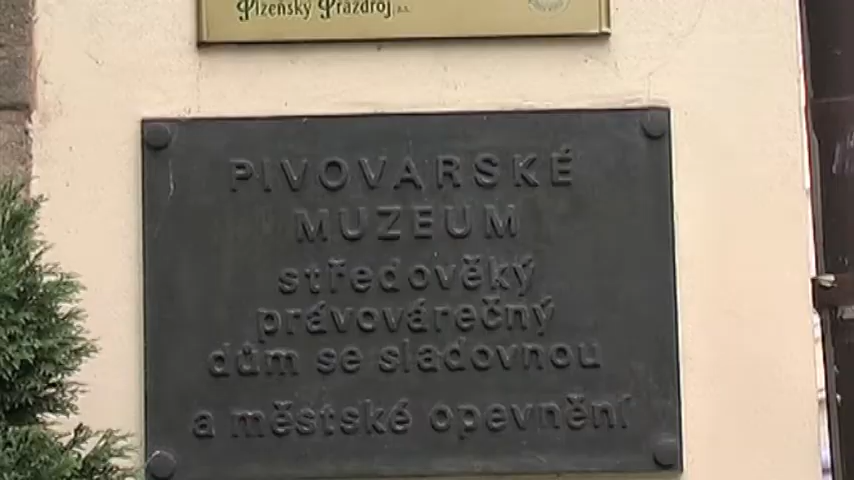 Plzeňský Prazdroj, a.s.
PIVOVARSKÉ
MUZEUM
středověký
právovárečný
dům se sladovnou
a městské opevnění